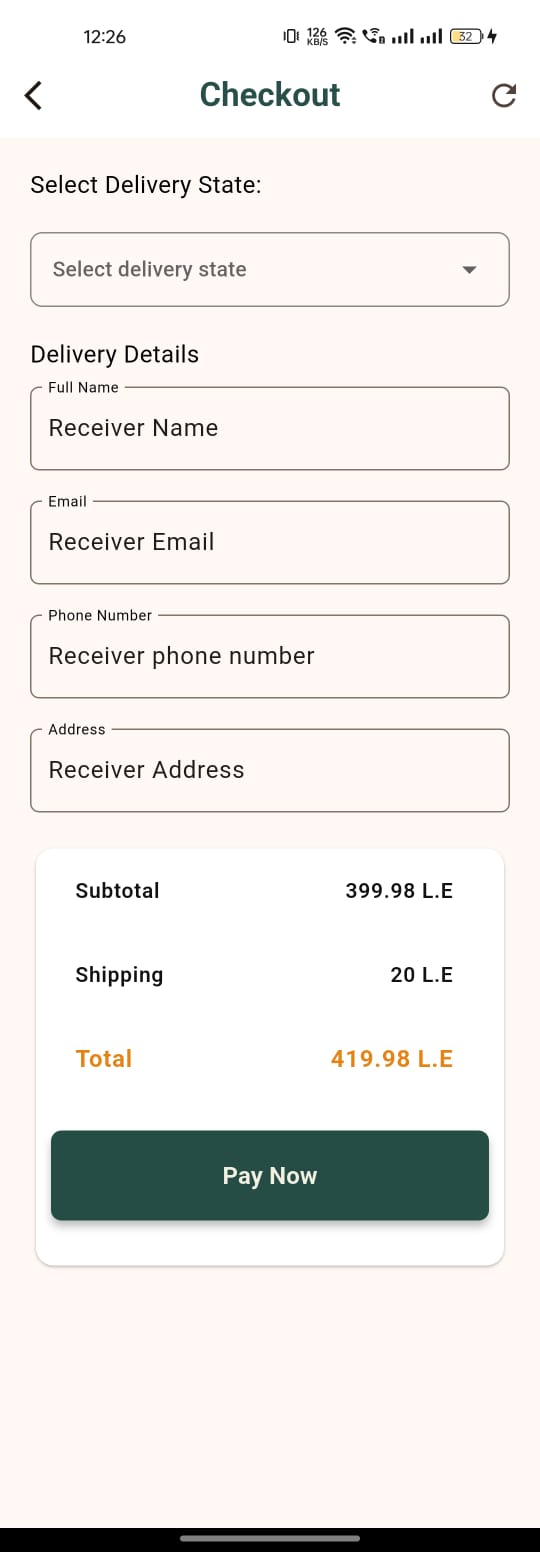 12:26
126
KB/S
32
Checkout
Select Delivery State:
Select delivery state
Delivery Details
Full Name
Receiver Name
Email
Receiver Email
Phone Number
Receiver phone number
Address
Receiver Address
Subtotal 399.98 L.E
Shipping 20 L.E
Total 419.98 L.E
Pay Now